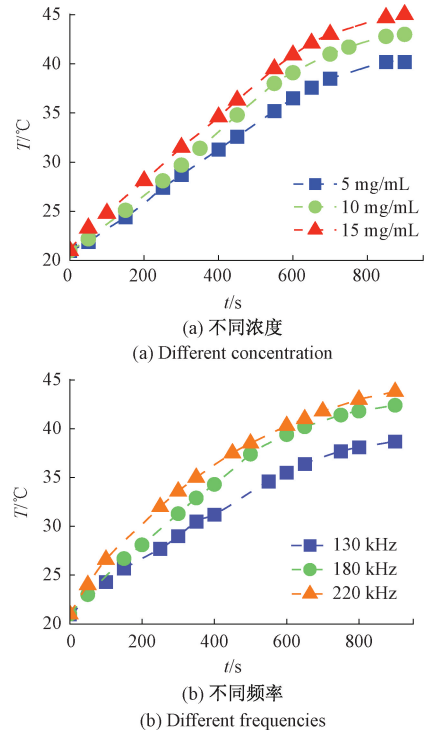 45
40
35
30
25
20
T/℃
5 mg/mL
10 mg/mL
15 mg/mL
0 200 400 600 800
t/s
(a) 不同浓度
(a) Different concentration
45
40
35
30
25
20
T/℃
130 kHz
180 kHz
220 kHz
0 200 400 600 800
t/s
(b) 不同频率
(b) Different frequencies